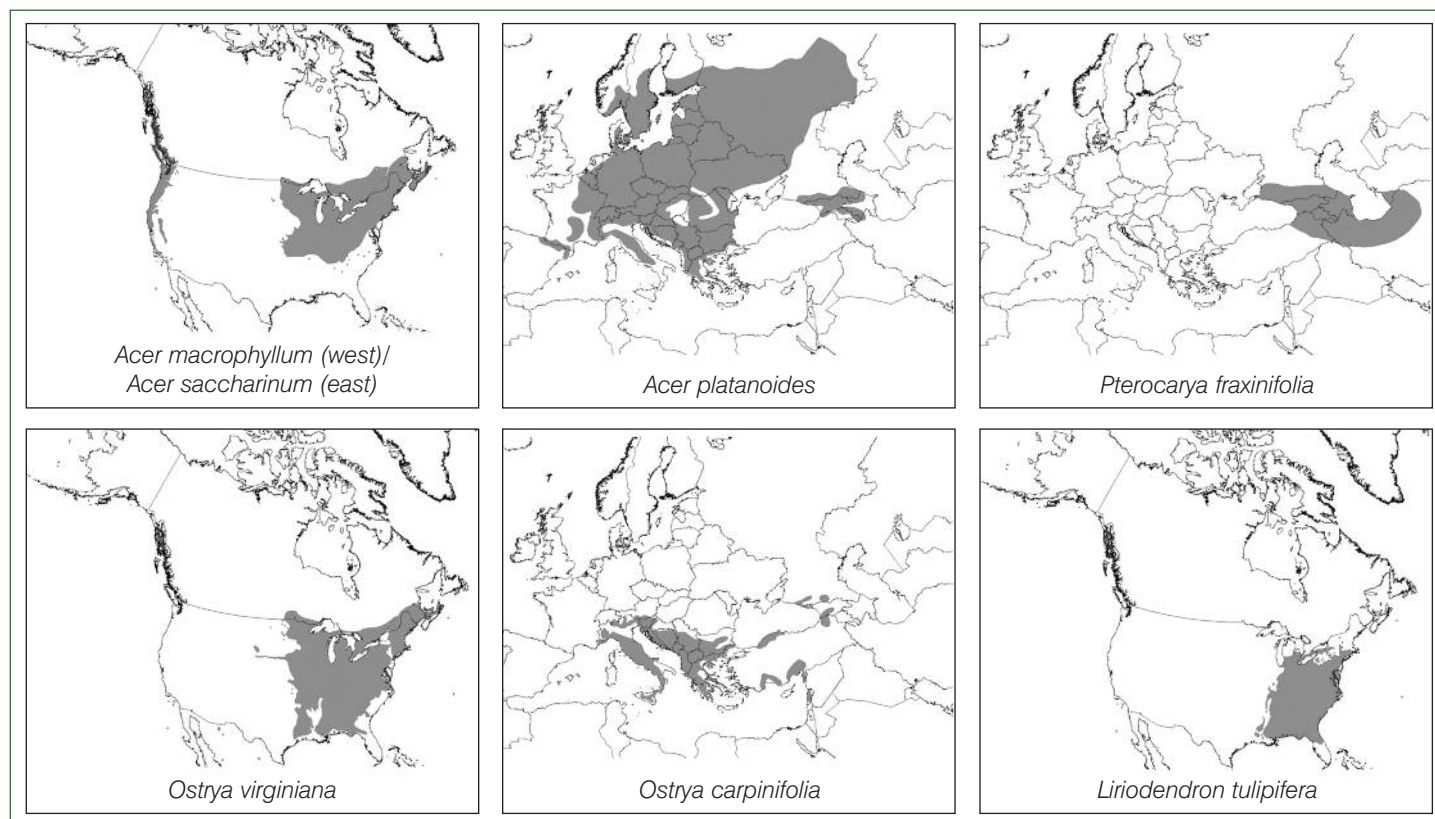 Acer macrophyllum (west)/
Acer saccharinum (east)
Acer platanoides
Pterocarya fraxinifolia
Ostrya virginiana
Ostrya carpinifolia
Liriodendron tulipifera